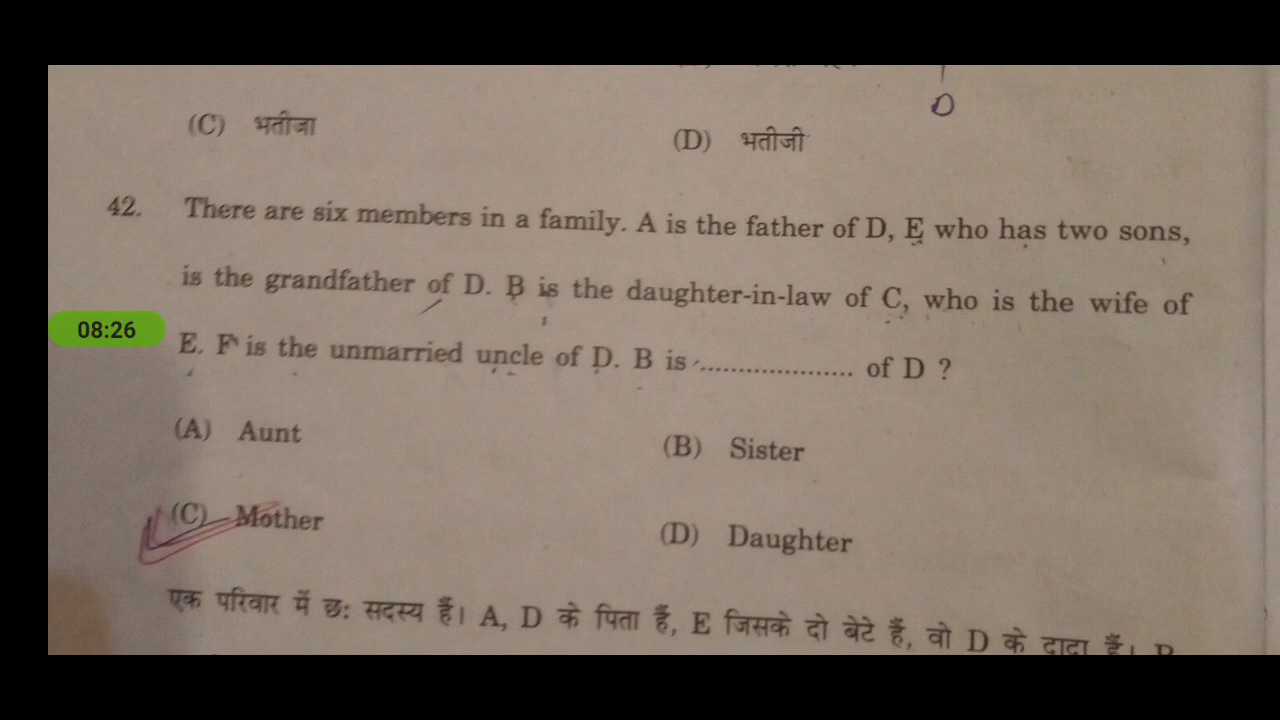 D
(C) भतीजा
(D) भतीजी
42. There are six members in a family. A is the father of D, E who has two sons,
is the grandfather of D. B is the daughter-in-law of C, who is the wife of
08:26
E. F is the unmarried uncle of D. B is .................... of D ?
(A) Aunt
(B) Sister
(C) Mother
(D) Daughter
एक परिवार में छः सदस्य हैं। A, D के पिता हैं, E जिसके दो बेटे हैं, वो D के दादा हैं।